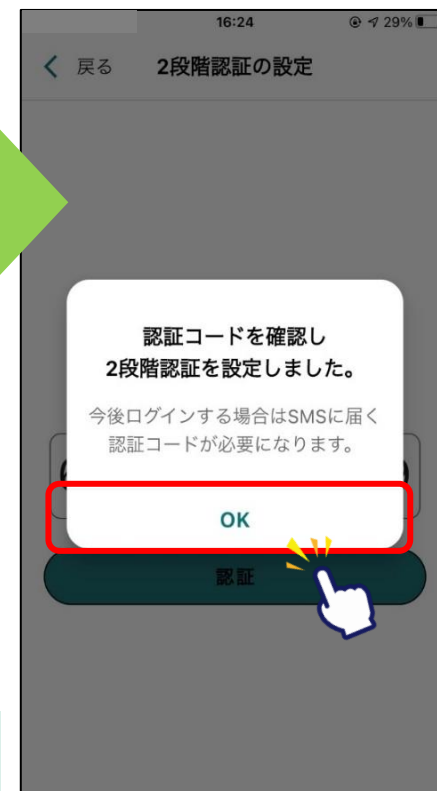 16:24
29%
戻る
2段階認証の設定
認証コードを確認し
2段階認証を設定しました。
今後ログインする場合はSMSに届く
認証コードが必要になります。
OK
認証